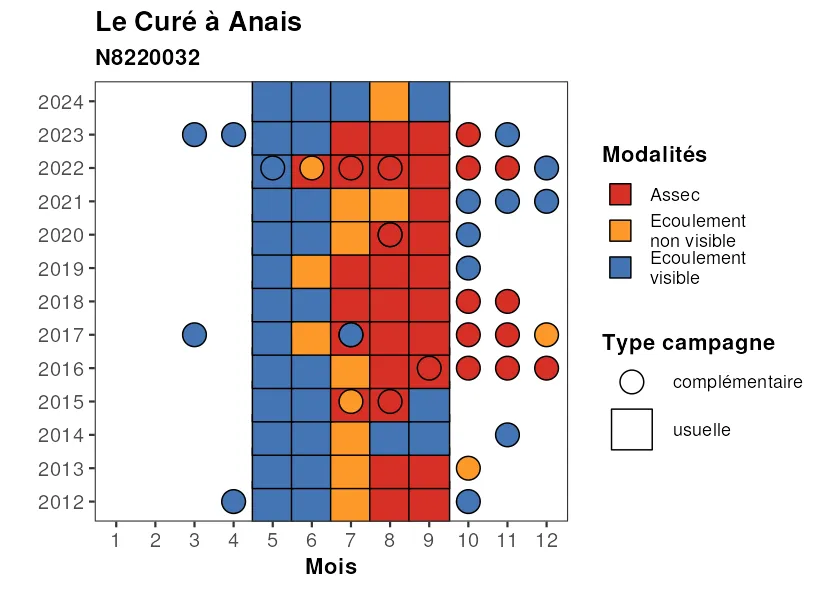 Le Curé à Anais
N8220032
2024
2023
2022
2021
2020
2019
2018
2017
2016
2015
2014
2013
2012
1 2 3 4 5 6 7 8 9 10 11 12
Mois
Modalités
Assec
Ecoulement
non visible
Ecoulement
visible
Type campagne
complémentaire
usuelle